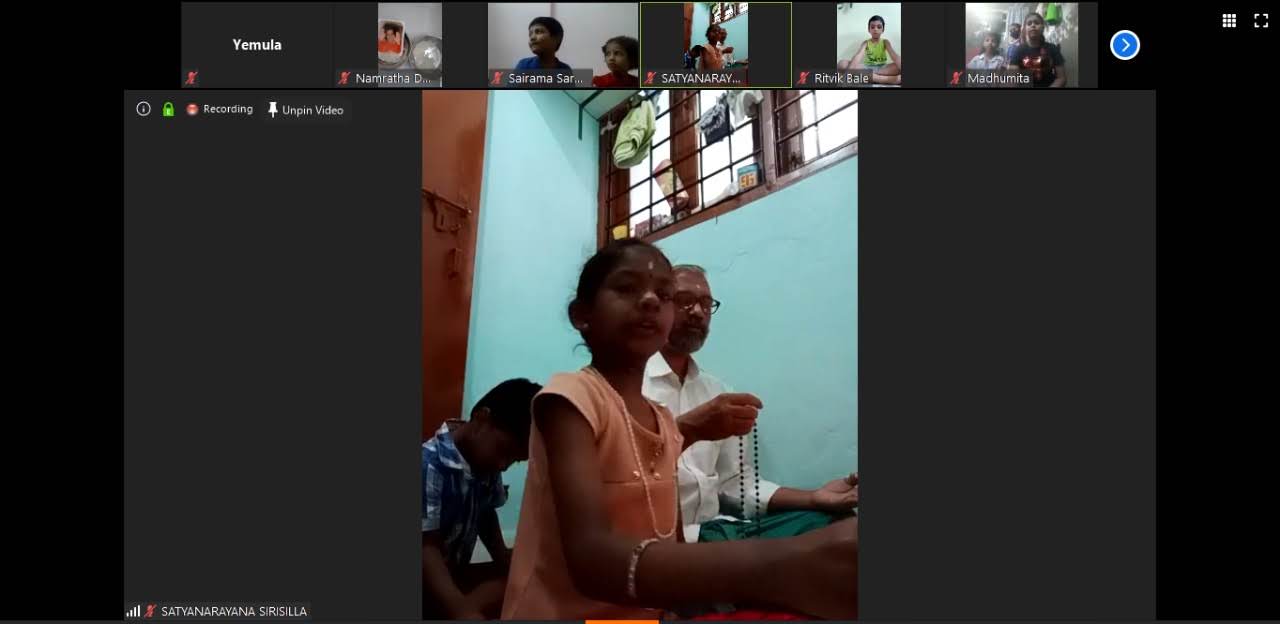 Yemula
Namratha D...
Sairama Sar...
SATYANARAY...
Ritvik Bale
Madhumita
Recording
Unpin Video
SATYANARAYANA SIRISILLA